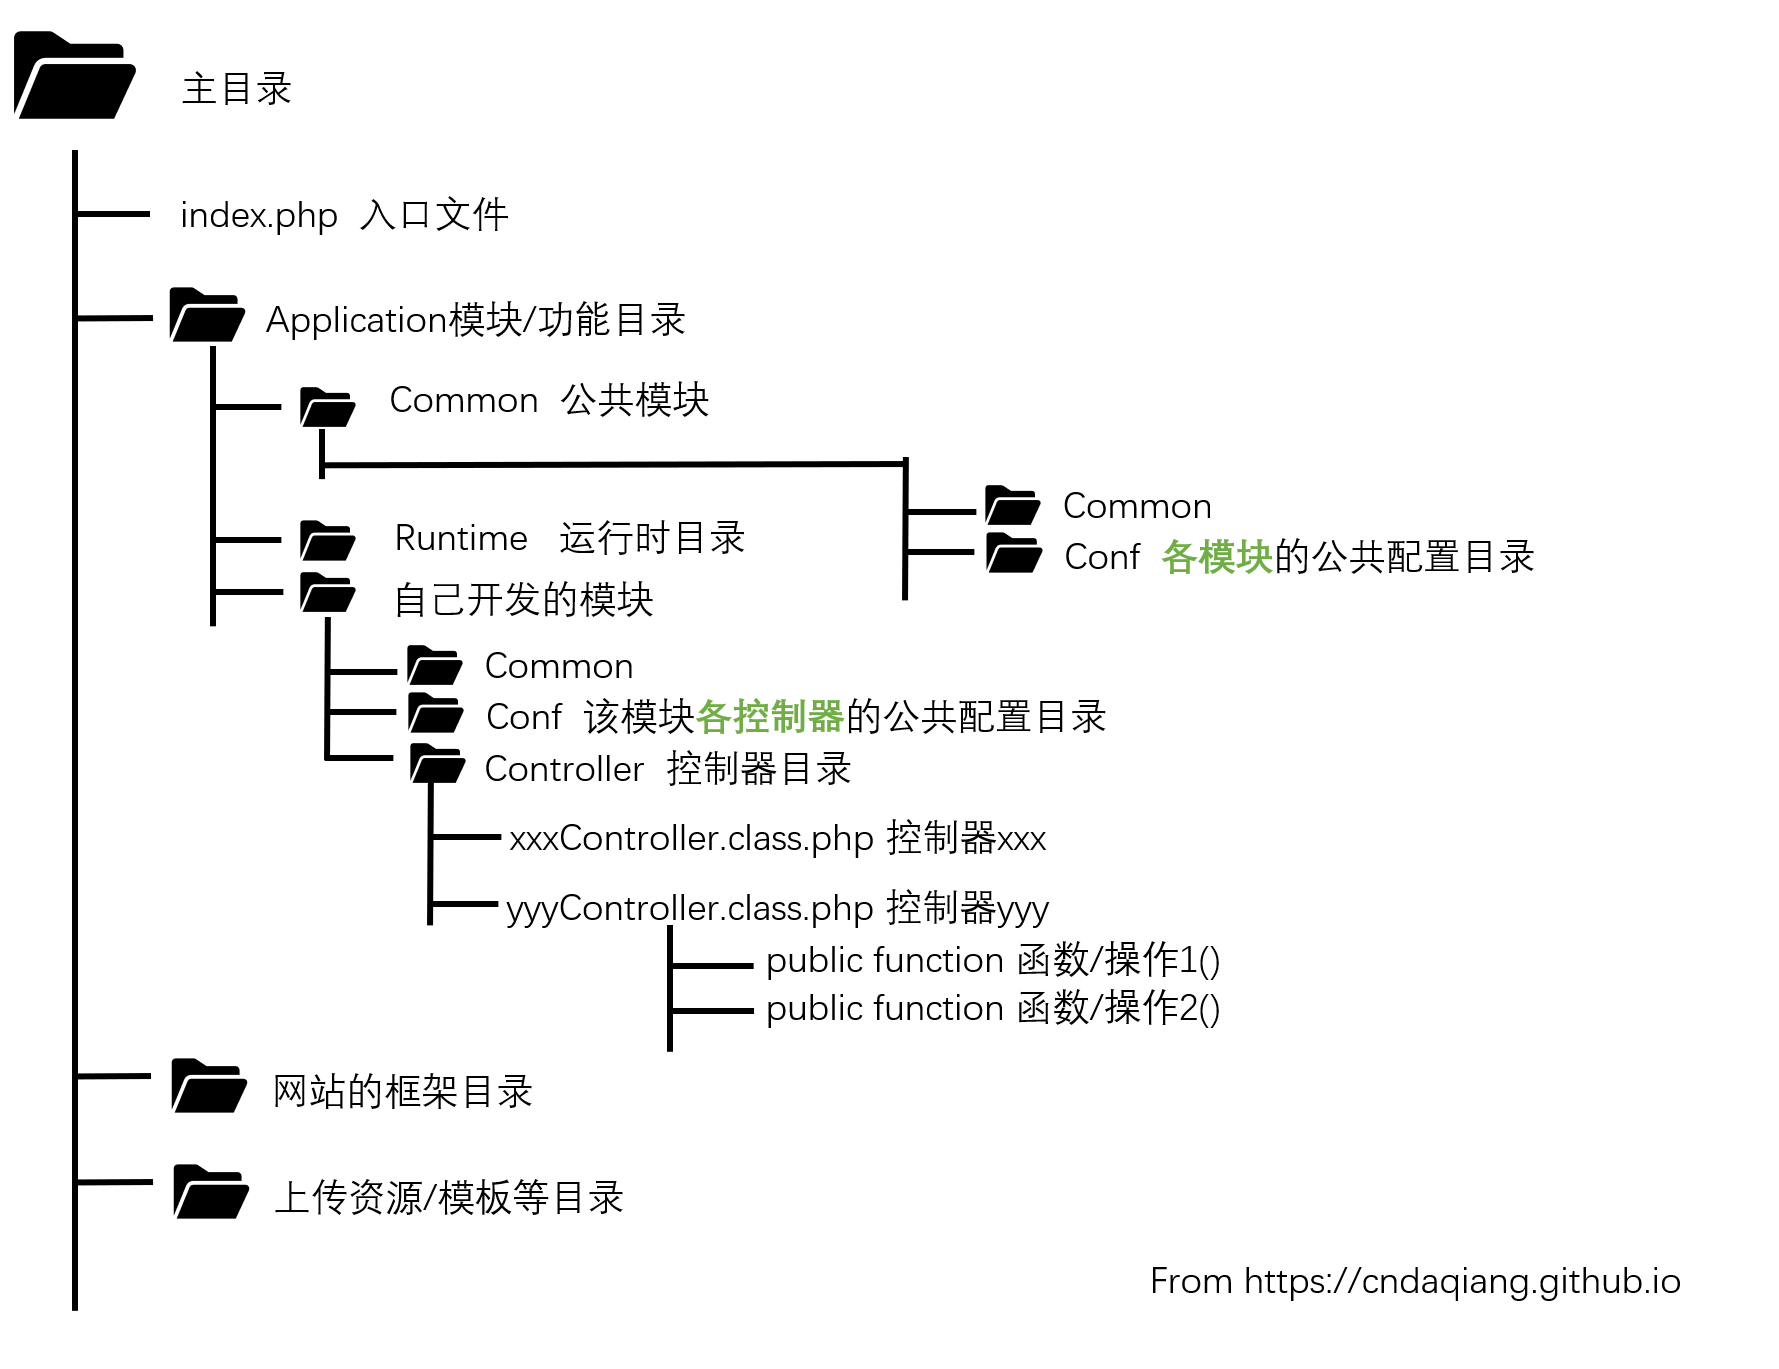 主目录
index.php 入口文件
Application模块/功能目录
Common 公共模块
Common
Runtime 运行时目录
Conf 各模块的公共配置目录
自己开发的模块
Common
Conf 该模块各控制器的公共配置目录
Controller 控制器目录
xxxController.class.php 控制器xxx
yyyController.class.php 控制器yyy
public function 函数/操作1()
public function 函数/操作2()
网站的框架目录
上传资源/模板等目录
From https://cndaqiang.github.io